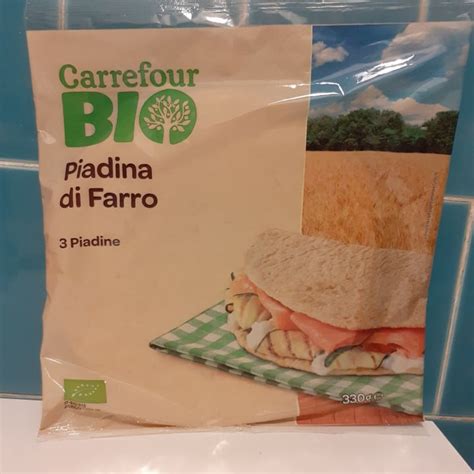 Carrefour
BIO
Piadina
di Farro
3 Piadine
330g e